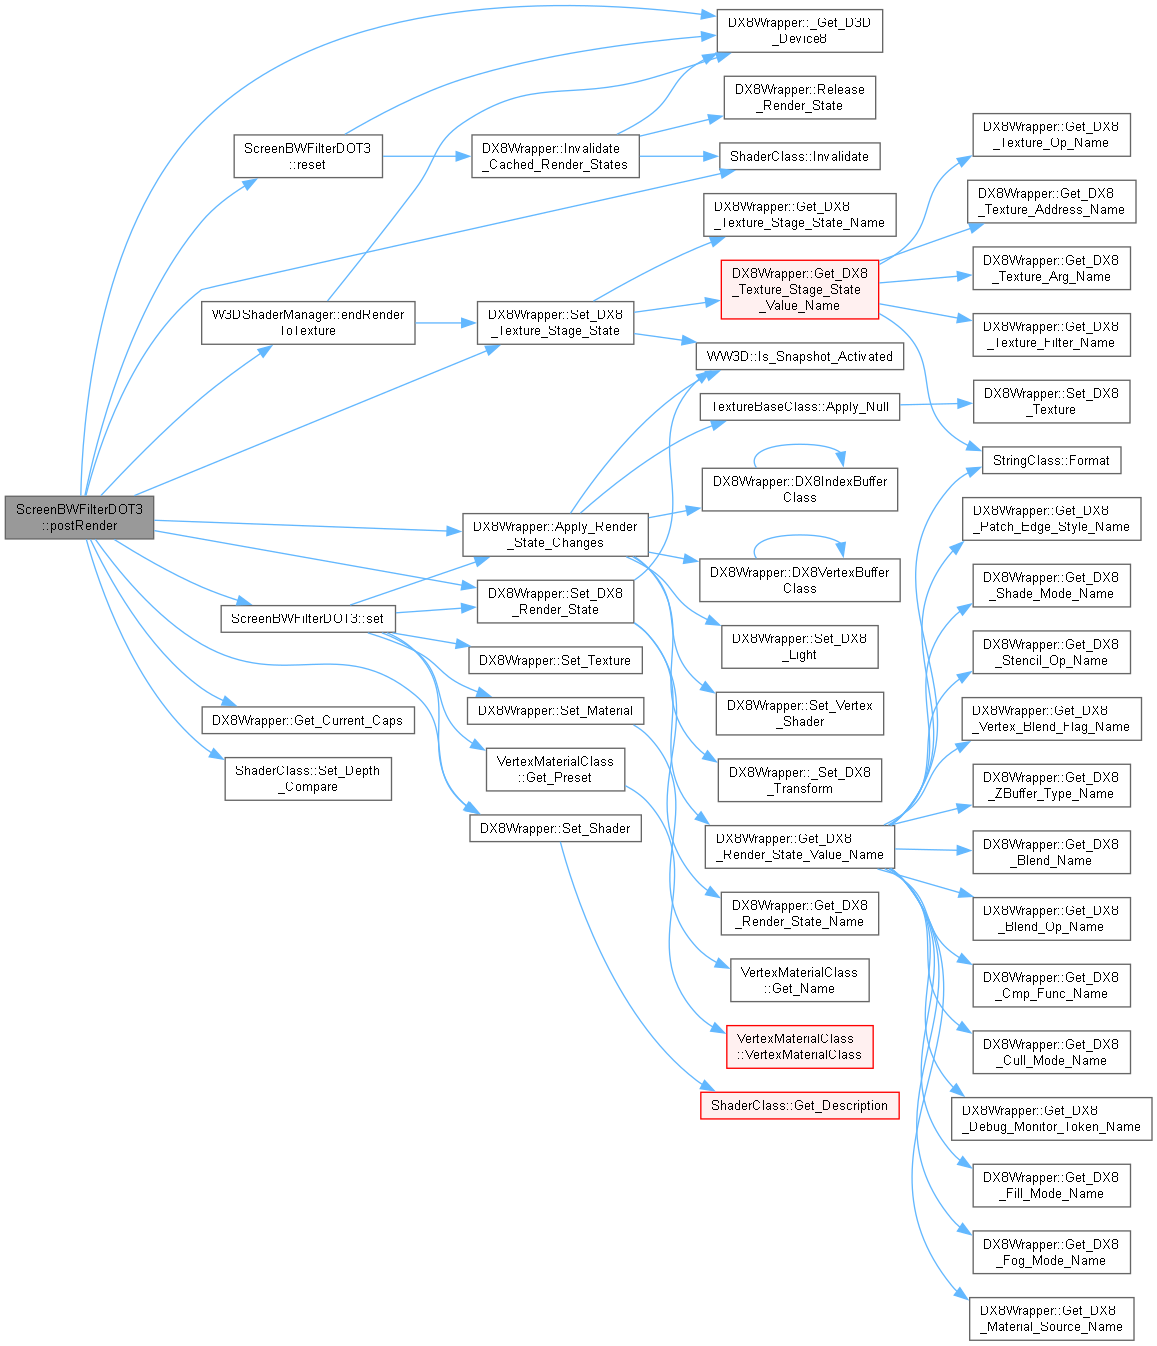 ScreenBWFilterDOT3
::postRender
ScreenBWFilterDOT3
::reset
W3DShaderManager::endRender
ToTexture
ScreenBWFilterDOT3::set
DX8Wrapper::Get_Current_Caps
ShaderClass::Set_Depth
_Compare
DX8Wrapper::Invalidate
_Cached_Render_States
DX8Wrapper::Set_DX8
_Texture_Stage_State
DX8Wrapper::Apply_Render
_State_Changes
DX8Wrapper::Set_DX8
_Render_State
DX8Wrapper::Set_Texture
DX8Wrapper::Set_Material
VertexMaterialClass
::Get_Preset
DX8Wrapper::Set_Shader
DX8Wrapper::_Get_D3D
_Device8
DX8Wrapper::Release
_Render_State
ShaderClass::Invalidate
DX8Wrapper::Get_DX8
_Texture_Stage_State_Name
DX8Wrapper::Get_DX8
_Texture_Stage_State
_Value_Name
WW3D::Is_Snapshot_Activated
TextureBaseClass::Apply_Null
DX8Wrapper::DX8IndexBuffer
Class
DX8Wrapper::DX8VertexBuffer
Class
DX8Wrapper::Set_DX8
_Light
DX8Wrapper::Set_Vertex
_Shader
DX8Wrapper::_Set_DX8
_Transform
DX8Wrapper::Get_DX8
_Render_State_Value_Name
DX8Wrapper::Get_DX8
_Render_State_Name
VertexMaterialClass
::Get_Name
VertexMaterialClass
::VertexMaterialClass
ShaderClass::Get_Description
DX8Wrapper::Get_DX8
_Texture_Op_Name
DX8Wrapper::Get_DX8
_Texture_Address_Name
DX8Wrapper::Get_DX8
_Texture_Arg_Name
DX8Wrapper::Get_DX8
_Texture_Filter_Name
DX8Wrapper::Set_DX8
_Texture
StringClass::Format
DX8Wrapper::Get_DX8
_Patch_Edge_Style_Name
DX8Wrapper::Get_DX8
_Shade_Mode_Name
DX8Wrapper::Get_DX8
_Stencil_Op_Name
DX8Wrapper::Get_DX8
_Vertex_Blend_Flag_Name
DX8Wrapper::Get_DX8
_ZBuffer_Type_Name
DX8Wrapper::Get_DX8
_Blend_Name
DX8Wrapper::Get_DX8
_Blend_Op_Name
DX8Wrapper::Get_DX8
_Cmp_Func_Name
DX8Wrapper::Get_DX8
_Cull_Mode_Name
DX8Wrapper::Get_DX8
_Debug_Monitor_Token_Name
DX8Wrapper::Get_DX8
_Fill_Mode_Name
DX8Wrapper::Get_DX8
_Fog_Mode_Name
DX8Wrapper::Get_DX8
_Material_Source_Name